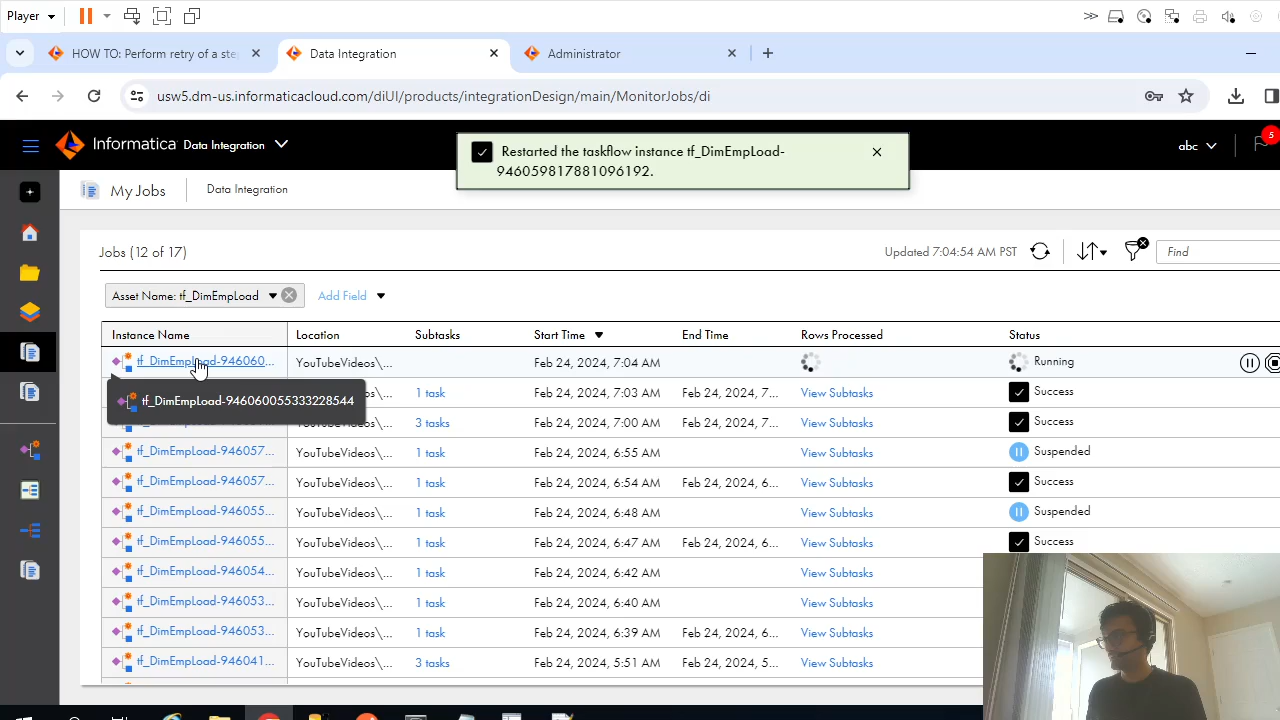 Player
HOW TO: Perform retry of a ste
Data Integration
Administrator
usw5.dm-us.informaticacloud.com/diUI/products/integrationDesign/main/MonitorJobs/di
Informatica Data Integration
abc
5
Restarted the taskflow instance tf_DimEmpLoad-
946059817881096192.
My Jobs
Data Integration
Jobs (12 of 17)
Updated 7:04:54 AM PST
Find
Asset Name: tf_DimEmpLoad
Add Field
Instance Name Location Subtasks Start Time End Time Rows Processed Status
tf_DimEmpLoad-946060... YouTubeVideos\... Feb 24, 2024, 7:04 AM Running
tf_DimEmpLoad-946060055333228544
YouTubeVideos\... 1 task Feb 24, 2024, 7:03 AM Feb 24, 2024, 7... View Subtasks Success
3 tasks Feb 24, 2024, 7:00 AM Feb 24, 2024, 7... View Subtasks Success
tf_DimEmpLoad-946057... YouTubeVideos\... 1 task Feb 24, 2024, 6:55 AM View Subtasks Suspended
tf_DimEmpLoad-946057... YouTubeVideos\... 1 task Feb 24, 2024, 6:54 AM Feb 24, 2024, 6... View Subtasks Success
tf_DimEmpLoad-946055... YouTubeVideos\... 1 task Feb 24, 2024, 6:48 AM View Subtasks Suspended
tf_DimEmpLoad-946055... YouTubeVideos\... 1 task Feb 24, 2024, 6:47 AM Feb 24, 2024, 6... View Subtasks Success
tf_DimEmpLoad-946054... YouTubeVideos\... 1 task Feb 24, 2024, 6:42 AM View Subtasks
tf_DimEmpLoad-946053... YouTubeVideos\... 1 task Feb 24, 2024, 6:40 AM View Subtasks
tf_DimEmpLoad-946053... YouTubeVideos\... 1 task Feb 24, 2024, 6:39 AM Feb 24, 2024, 6... View Subtasks
tf_DimEmpLoad-946041... YouTubeVideos\... 3 tasks Feb 24, 2024, 5:51 AM Feb 24, 2024, 5... View Subtasks